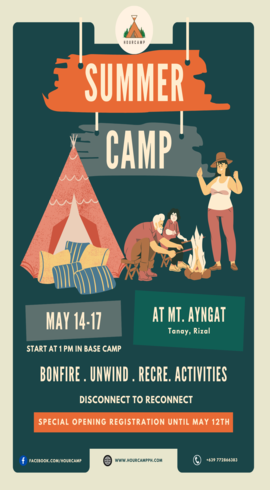 HOURCAMP
SUMMER
CAMP
MAY 14-17
START AT 1 PM IN BASE CAMP
AT MT. AYNGAT
Tanay, Rizal
BONFIRE . UNWIND . RECRE. ACTIVITIES
DISCONNECT TO RECONNECT
SPECIAL OPENING REGISTRATION UNTIL MAY 12TH
FACEBOOK.COM/HOURCAMP
WWW.HOURCAMPPH.COM